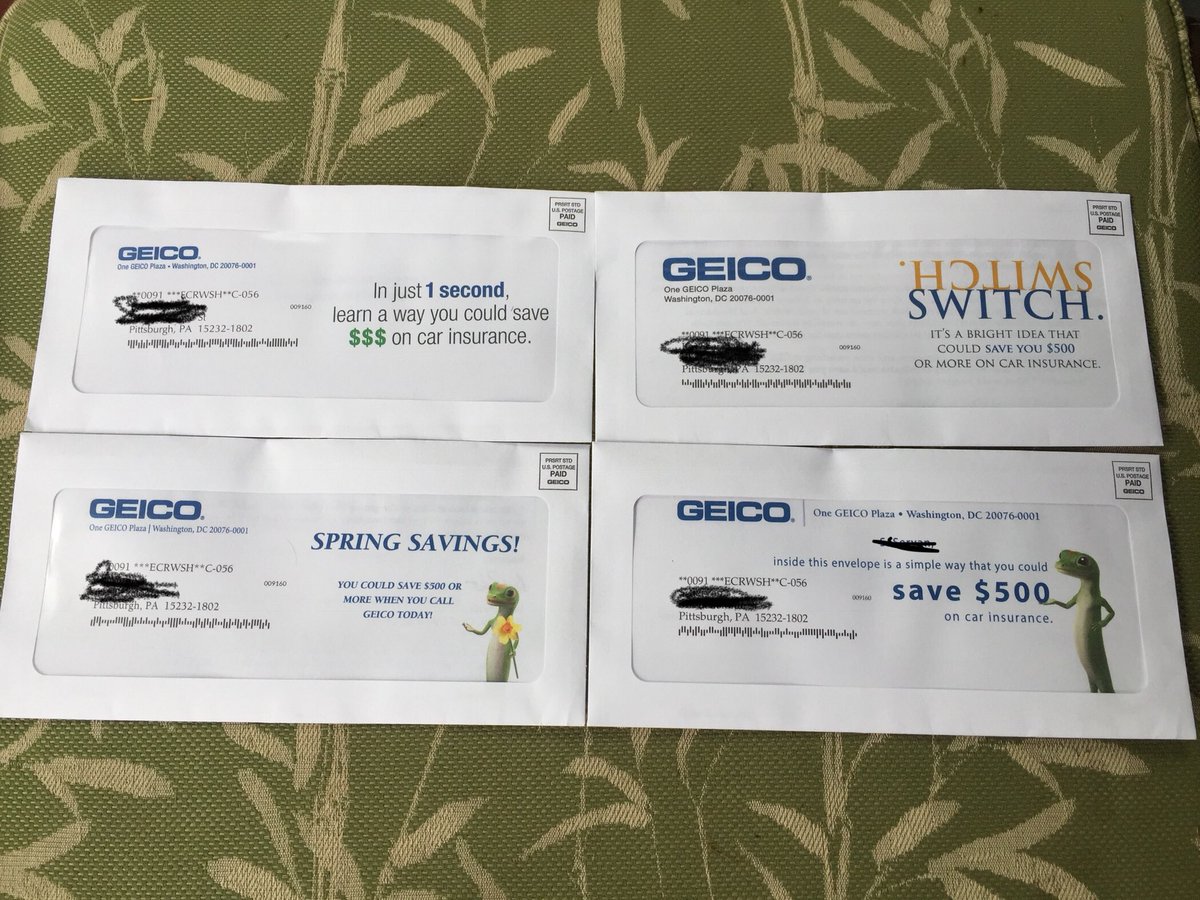 PRSRT STD
U.S. POSTAGE
PAID
GEICO
GEICO.
One GEICO Plaza • Washington, DC 20076-0001
**0091 ***ECRWSH**C-056
009160
Pittsburgh, PA 15232-1802
In just 1 second,
learn a way you could save
$$$ on car insurance.
PRSRT STD
U.S. POSTAGE
PAID
GEICO
GEICO.
One GEICO Plaza
Washington, DC 20076-0001
**0091 ***ECRWSH**C-056
009160
Pittsburgh, PA 15232-1802
SWITCH.
SWITCH.
IT'S A BRIGHT IDEA THAT
COULD SAVE YOU $500
OR MORE ON CAR INSURANCE.
PRSRT STD
U.S. POSTAGE
PAID
GEICO
GEICO.
One GEICO Plaza | Washington, DC 20076-0001
0091 ***ECRWSH**C-056
009160
Pittsburgh, PA 15232-1802
SPRING SAVINGS!
YOU COULD SAVE $500 OR
MORE WHEN YOU CALL
GEICO TODAY!
PRSRT STD
U.S. POSTAGE
PAID
GEICO
GEICO. One GEICO Plaza • Washington, DC 20076-0001
**0091 ***ECRWSH**C-056
009160
Pittsburgh, PA 15232-1802
inside this envelope is a simple way that you could
save $500
on car insurance.